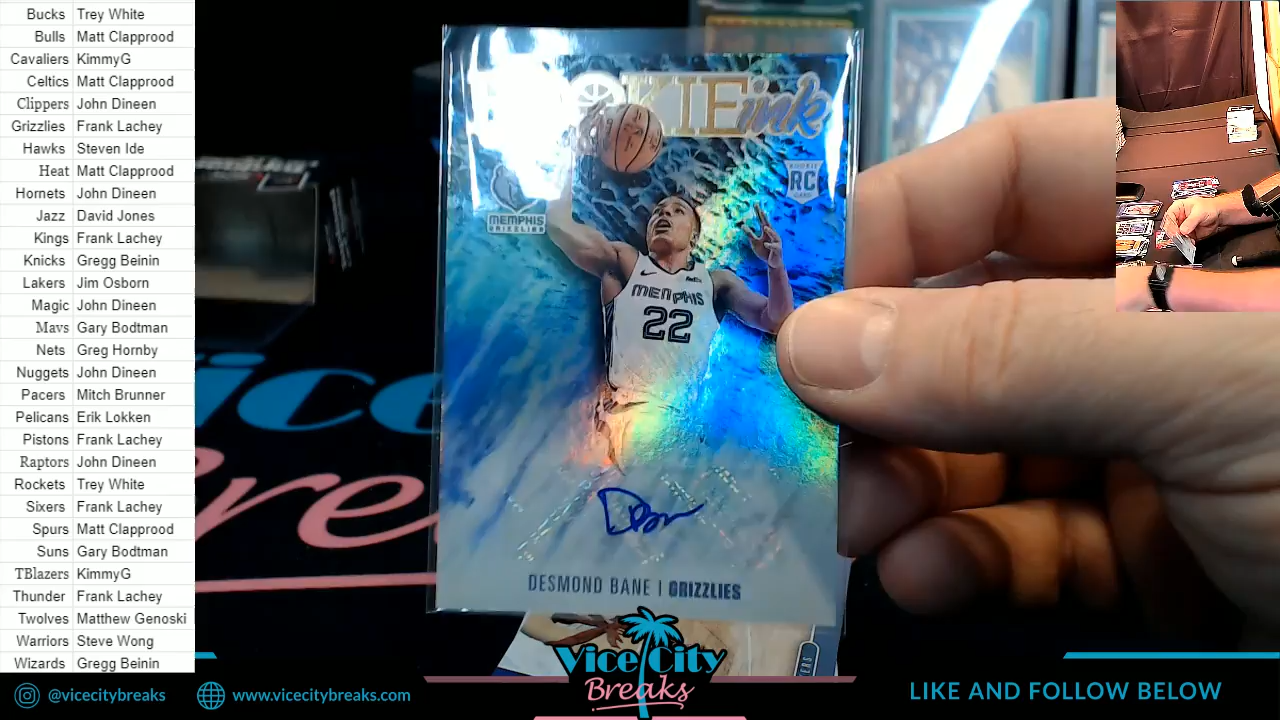 Bucks Trey White
Bulls Matt Clapprood
Cavaliers KimmyG
Celtics Matt Clapprood
Clippers John Dineen
Grizzlies Frank Lachey
Hawks Steven Ide
Heat Matt Clapprood
Hornets John Dineen
Jazz David Jones
Kings Frank Lachey
Knicks Gregg Beinin
Lakers Jim Osborn
Magic John Dineen
Mavs Gary Bodtman
Nets Greg Hornby
Nuggets John Dineen
Pacers Mitch Brunner
Pelicans Erik Lokken
Pistons Frank Lachey
Raptors John Dineen
Rockets Trey White
Sixers Frank Lachey
Spurs Matt Clapprood
Suns Gary Bodtman
TBlazers KimmyG
Thunder Frank Lachey
Twolves Matthew Genoski
Warriors Steve Wong
Wizards Gregg Beinin
ink
ROOKIE
RC
MEMPHIS
GRIZZLIES
MEMPHIS
22
DESMOND BANE | GRIZZLIES
Vice City
Breaks
@vicecitybreaks
www.vicecitybreaks.com
LIKE AND FOLLOW BELOW